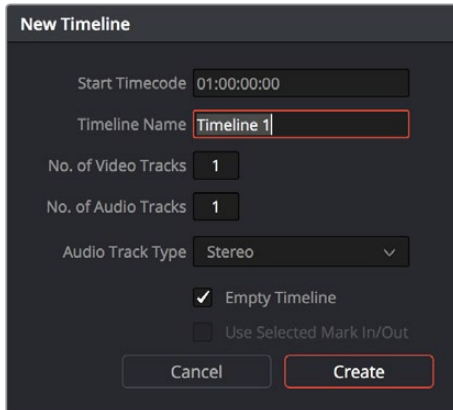 New Timeline
Start Timecode 01:00:00:00
Timeline Name Timeline 1
No. of Video Tracks 1
No. of Audio Tracks 1
Audio Track Type Stereo
Empty Timeline
Use Selected Mark In/Out
Cancel Create